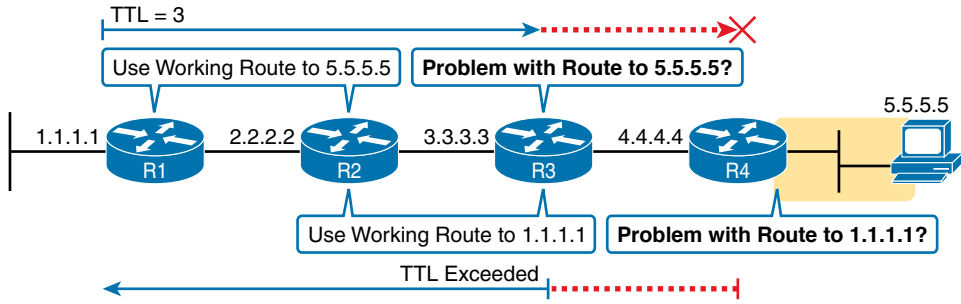 TTL = 3
Use Working Route to 5.5.5.5
Problem with Route to 5.5.5.5?
5.5.5.5
1.1.1.1
2.2.2.2
3.3.3.3
4.4.4.4
R1
R2
R3
R4
Use Working Route to 1.1.1.1
Problem with Route to 1.1.1.1?
TTL Exceeded